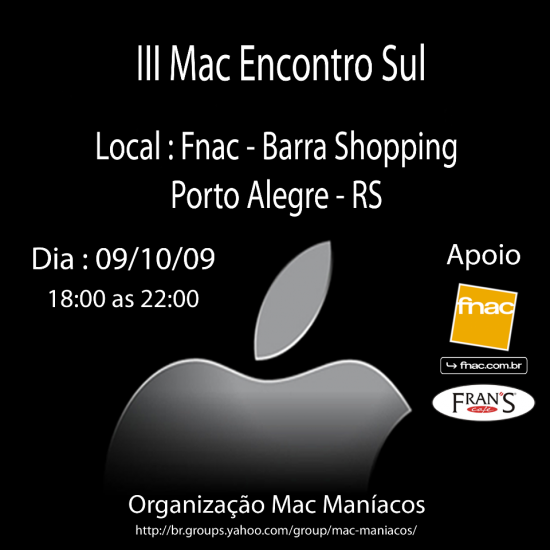 III Mac Encontro Sul
Local : Fnac - Barra Shopping
Porto Alegre - RS
Dia : 09/10/09
18:00 as 22:00
Apoio
fnac
fnac.com.br
FRAN'S
cafe
Organização Mac Maníacos
http://br.groups.yahoo.com/group/mac-maniacos/